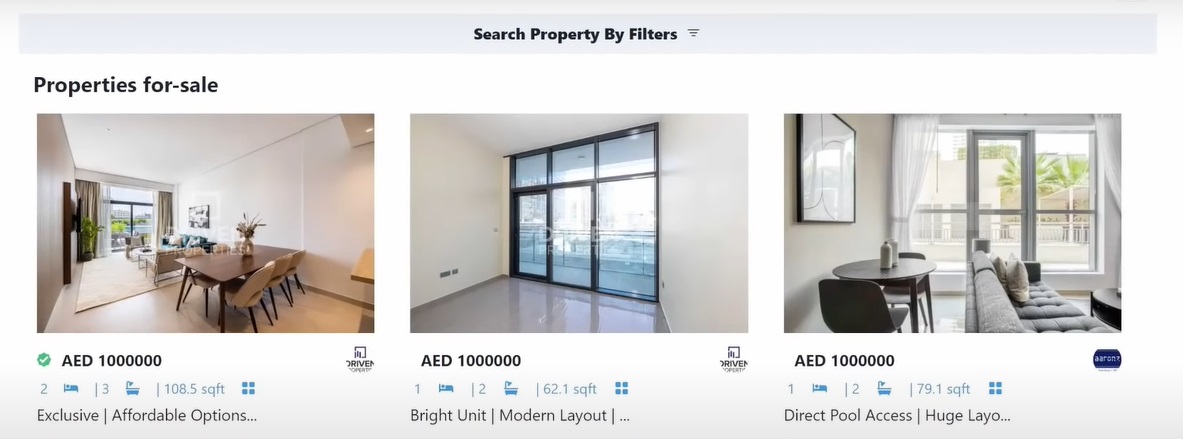 Search Property By Filters
Properties for-sale
AED 1000000
DRIVEN
PROPERTIES
2 | 3 | 108.5 sqft
Exclusive | Affordable Options...
AED 1000000
DRIVEN
PROPERTIES
1 | 2 | 62.1 sqft
Bright Unit | Modern Layout | ...
AED 1000000
aaronz
1 | 2 | 79.1 sqft
Direct Pool Access | Huge Layo...